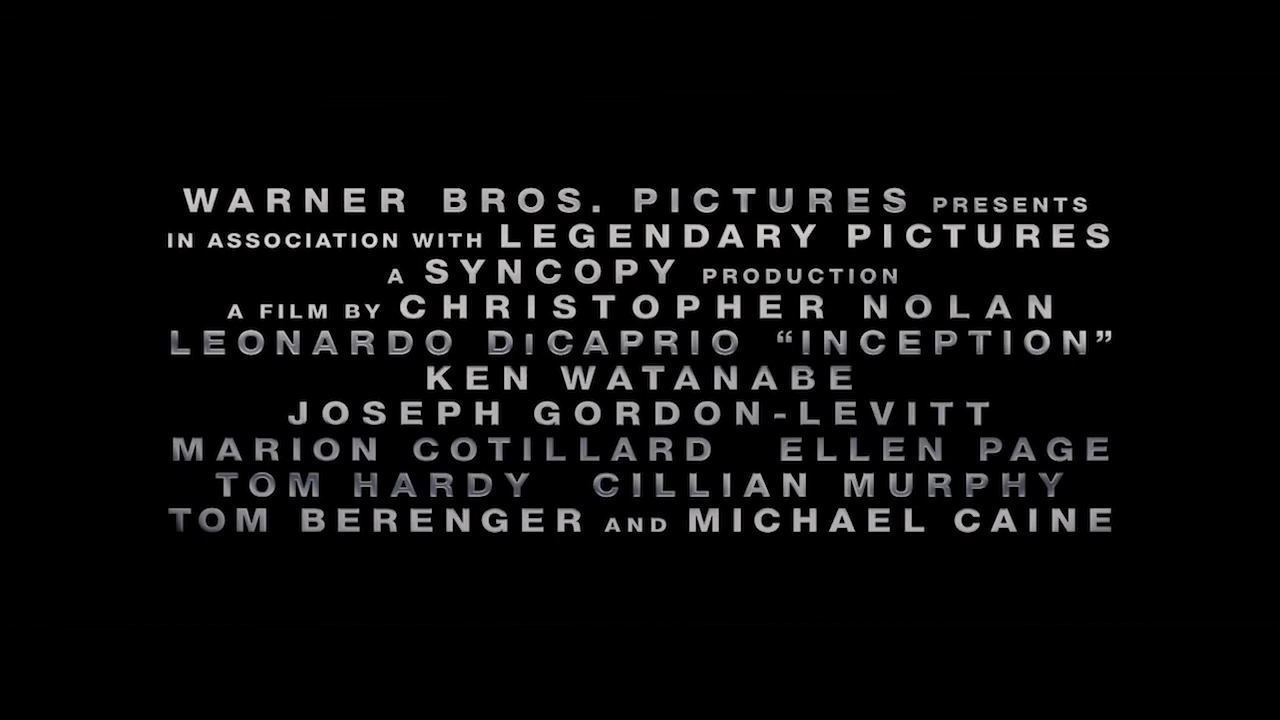 WARNER BROS. PICTURES PRESENTS
IN ASSOCIATION WITH LEGENDARY PICTURES
A SYNCOPY PRODUCTION
A FILM BY CHRISTOPHER NOLAN
LEONARDO DiCAPRIO “INCEPTION”
KEN WATANABE
JOSEPH GORDON-LEVITT
MARION COTILLARD ELLEN PAGE
TOM HARDY CILLIAN MURPHY
TOM BERENGER AND MICHAEL CAINE